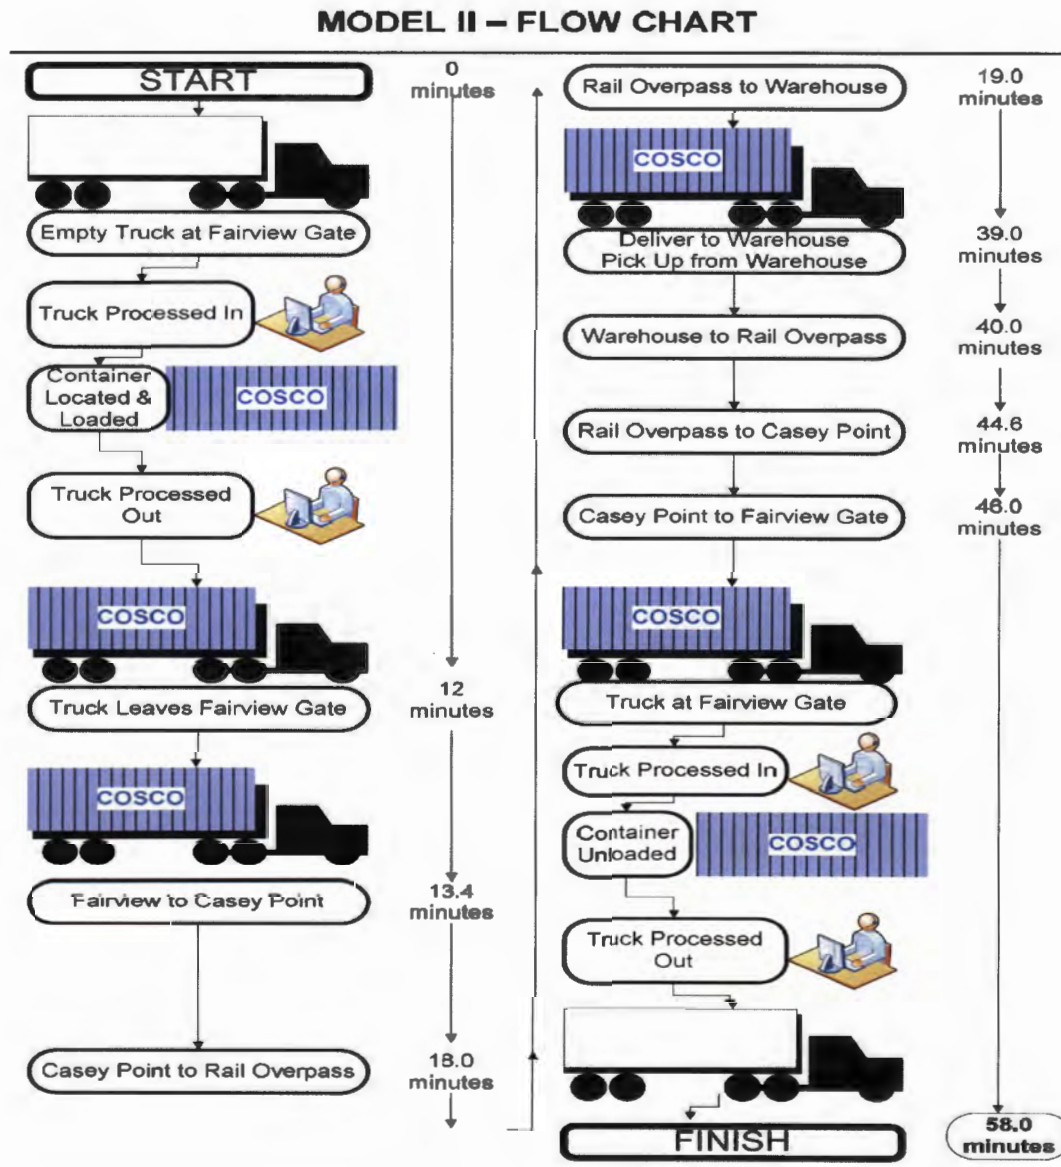 MODEL II – FLOW CHART
START
0
minutes
Empty Truck at Fairview Gate
Truck Processed In
Container
Located &
Loaded
COSCO
Truck Processed
Out
COSCO
Truck Leaves Fairview Gate
12
minutes
COSCO
Fairview to Casey Point
13.4
minutes
Casey Point to Rail Overpass
18.0
minutes
Rail Overpass to Warehouse
19.0
minutes
COSCO
Deliver to Warehouse
Pick Up from Warehouse
39.0
minutes
Warehouse to Rail Overpass
40.0
minutes
Rail Overpass to Casey Point
44.6
minutes
Casey Point to Fairview Gate
46.0
minutes
COSCO
Truck at Fairview Gate
Truck Processed In
Container
Unloaded
COSCO
Truck Processed
Out
FINISH
58.0
minutes